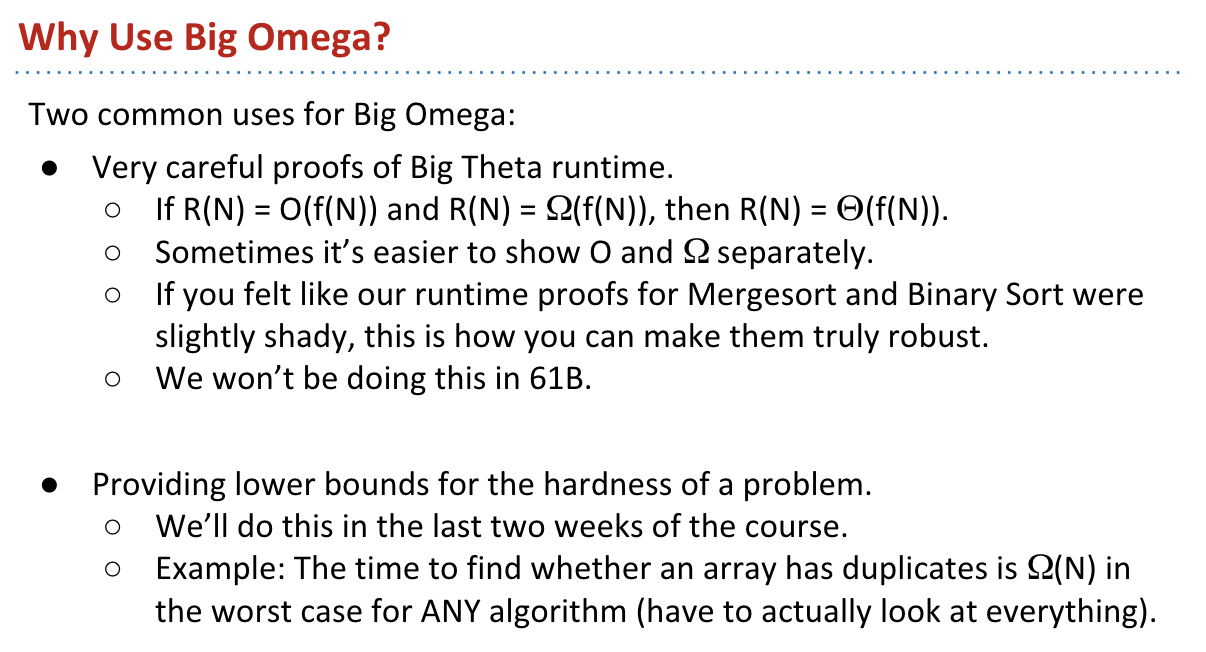 Why Use Big Omega?
Two common uses for Big Omega:
● Very careful proofs of Big Theta runtime.
○ If R(N) = O(f(N)) and R(N) = Ω(f(N)), then R(N) = Θ(f(N)).
○ Sometimes it’s easier to show O and Ω separately.
○ If you felt like our runtime proofs for Mergesort and Binary Sort were
slightly shady, this is how you can make them truly robust.
○ We won’t be doing this in 61B.
● Providing lower bounds for the hardness of a problem.
○ We’ll do this in the last two weeks of the course.
○ Example: The time to find whether an array has duplicates is Ω(N) in
the worst case for ANY algorithm (have to actually look at everything).